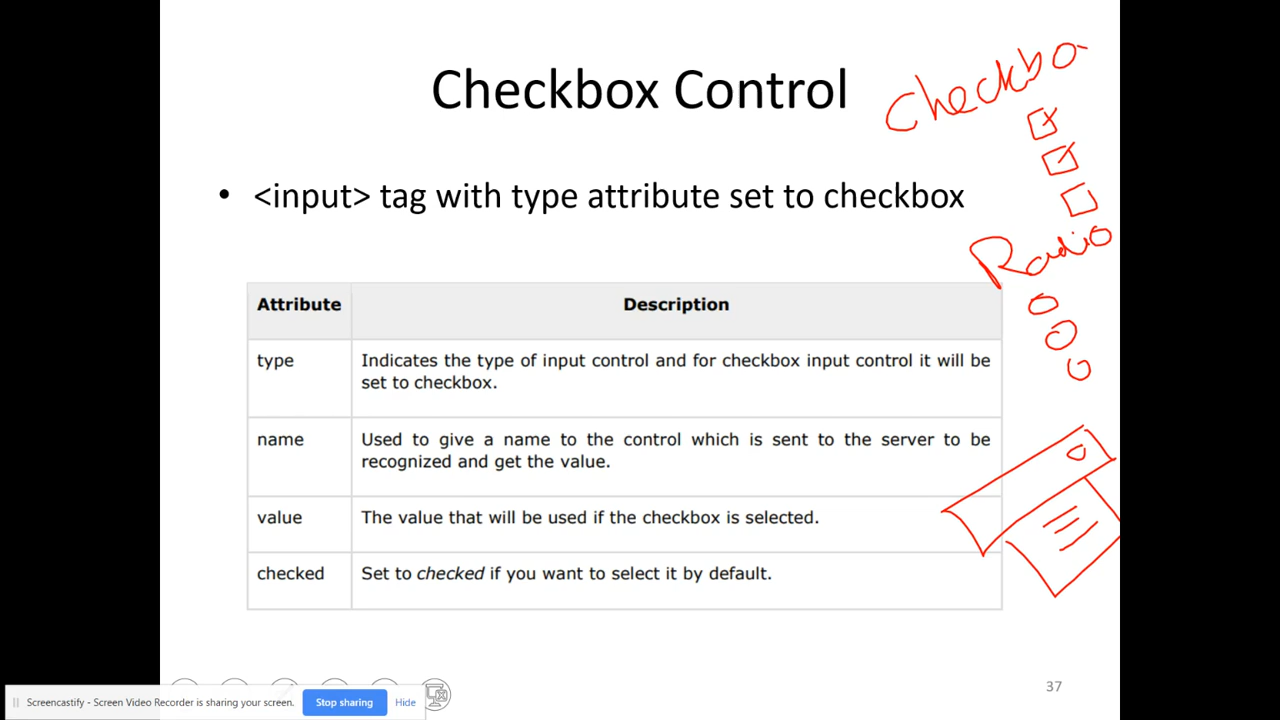 Checkbox Control
Checkbo
• <input> tag with type attribute set to checkbox
Radio
Attribute Description
type Indicates the type of input control and for checkbox input control it will be
set to checkbox.
name Used to give a name to the control which is sent to the server to be
recognized and get the value.
value The value that will be used if the checkbox is selected.
checked Set to checked if you want to select it by default.
37
Screencastify - Screen Video Recorder is sharing your screen. Stop sharing Hide